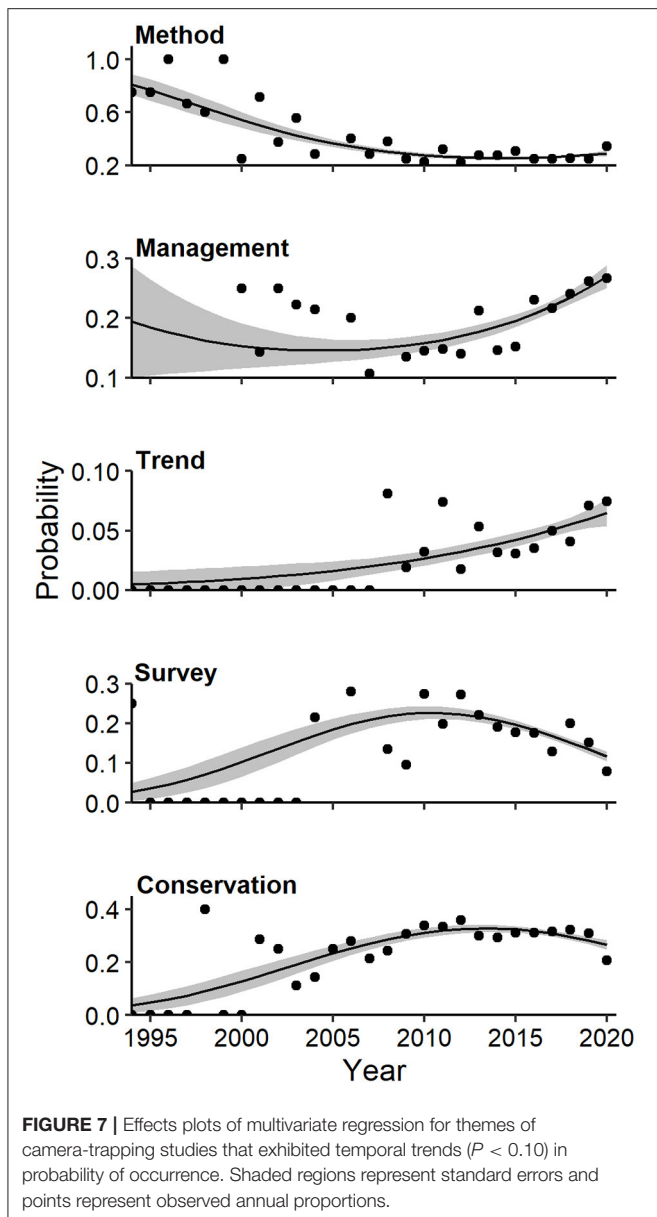 Method
1.0
0.6
0.2
Management
0.3
0.2
0.1
Trend
0.10
0.05
0.00
Probability
Survey
0.3
0.2
0.1
0.0
Conservation
0.4
0.2
0.0
1995 2000 2005 2010 2015 2020
Year
FIGURE 7 | Effects plots of multivariate regression for themes of
camera-trapping studies that exhibited temporal trends (P < 0.10) in
probability of occurrence. Shaded regions represent standard errors and
points represent observed annual proportions.